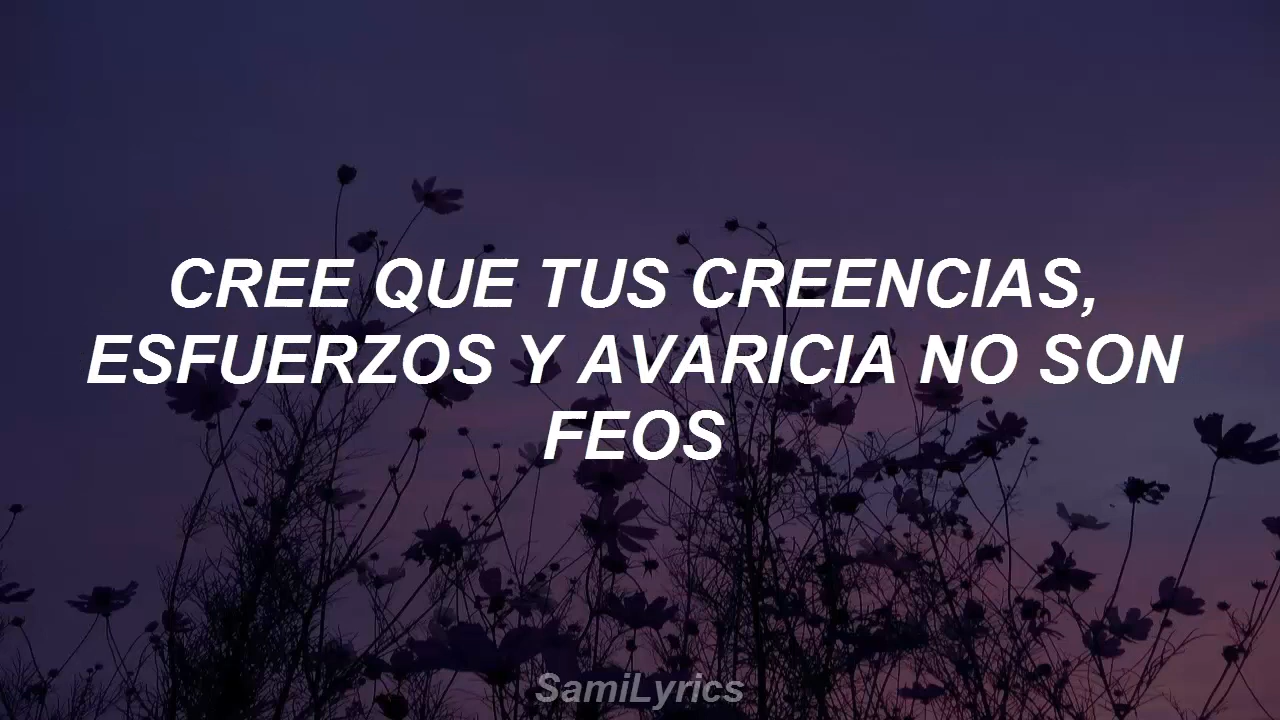 CREE QUE TUS CREENCIAS,
ESFUERZOS Y AVARICIA NO SON
FEOS
SamiLyrics